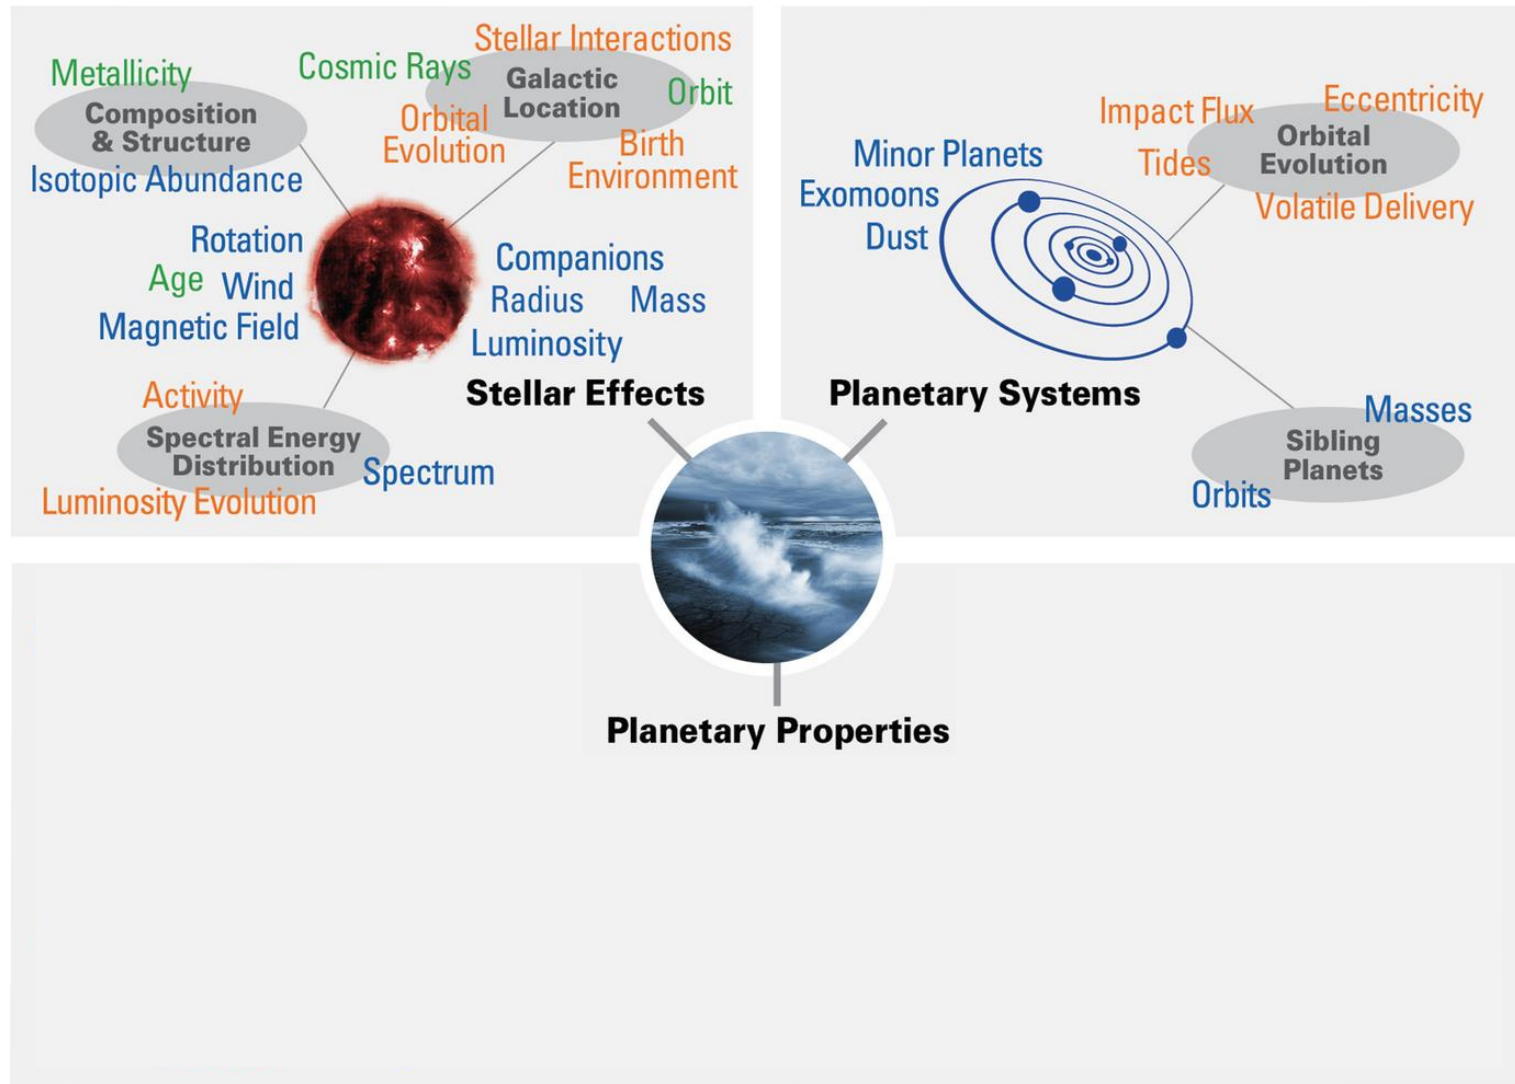 Stellar Interactions
Metallicity
Cosmic Rays
Galactic
Location
Orbit
Composition
& Structure
Orbital
Evolution
Birth
Environment
Isotopic Abundance
Rotation
Age
Wind
Magnetic Field
Companions
Radius
Mass
Luminosity
Activity
Spectral Energy
Distribution
Spectrum
Luminosity Evolution
Stellar Effects
Impact Flux
Eccentricity
Orbital
Evolution
Tides
Volatile Delivery
Minor Planets
Exomoons
Dust
Planetary Systems
Masses
Sibling
Planets
Orbits
Planetary Properties